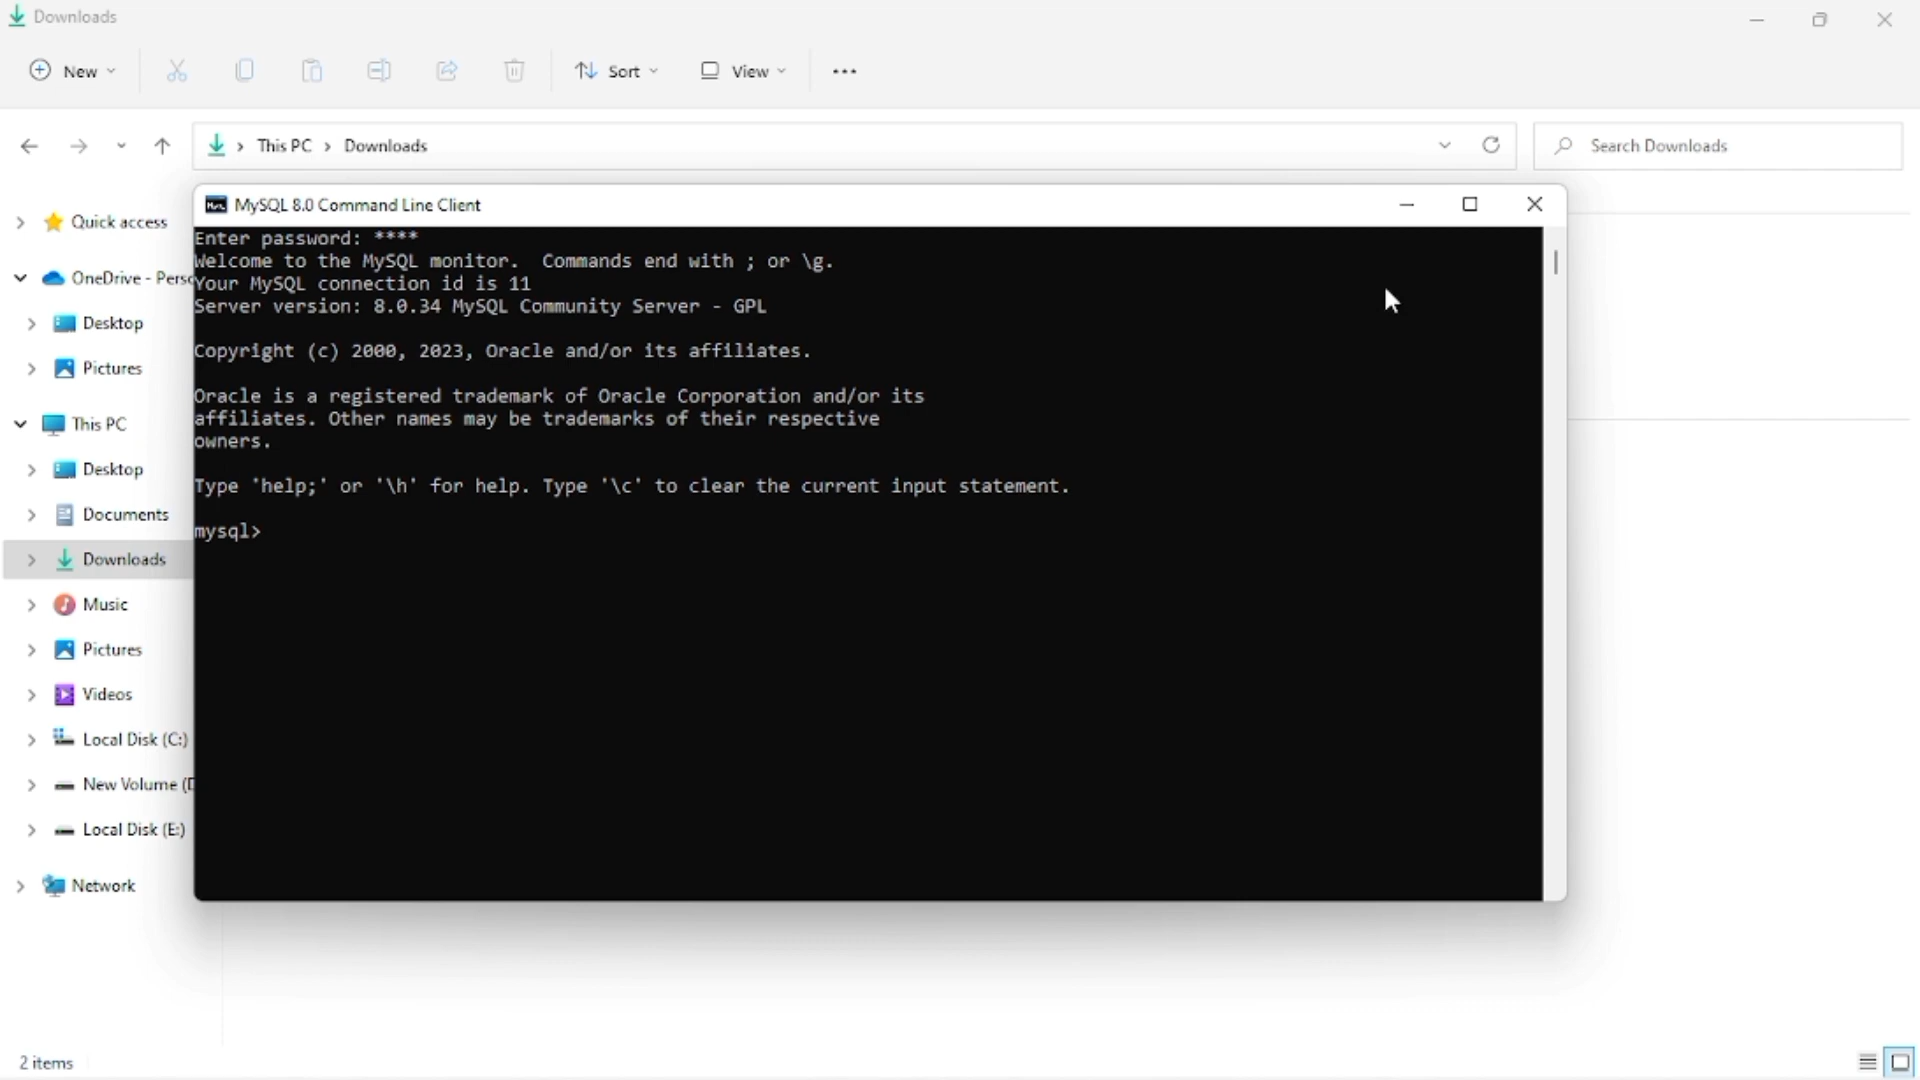 Downloads
New
Sort
View
This PC > Downloads
Search Downloads
Quick access
OneDrive - Perso
Desktop
Pictures
This PC
Desktop
Documents
Downloads
Music
Pictures
Videos
Local Disk (C:)
New Volume (D
Local Disk (E:)
Network
MySQL 8.0 Command Line Client
Enter password: ****
Welcome to the MySQL monitor.  Commands end with ; or \g.
Your MySQL connection id is 11
Server version: 8.0.34 MySQL Community Server - GPL
Copyright (c) 2000, 2023, Oracle and/or its affiliates.
Oracle is a registered trademark of Oracle Corporation and/or its
affiliates. Other names may be trademarks of their respective
owners.
Type 'help;' or '\h' for help. Type '\c' to clear the current input statement.
mysql>
2 items